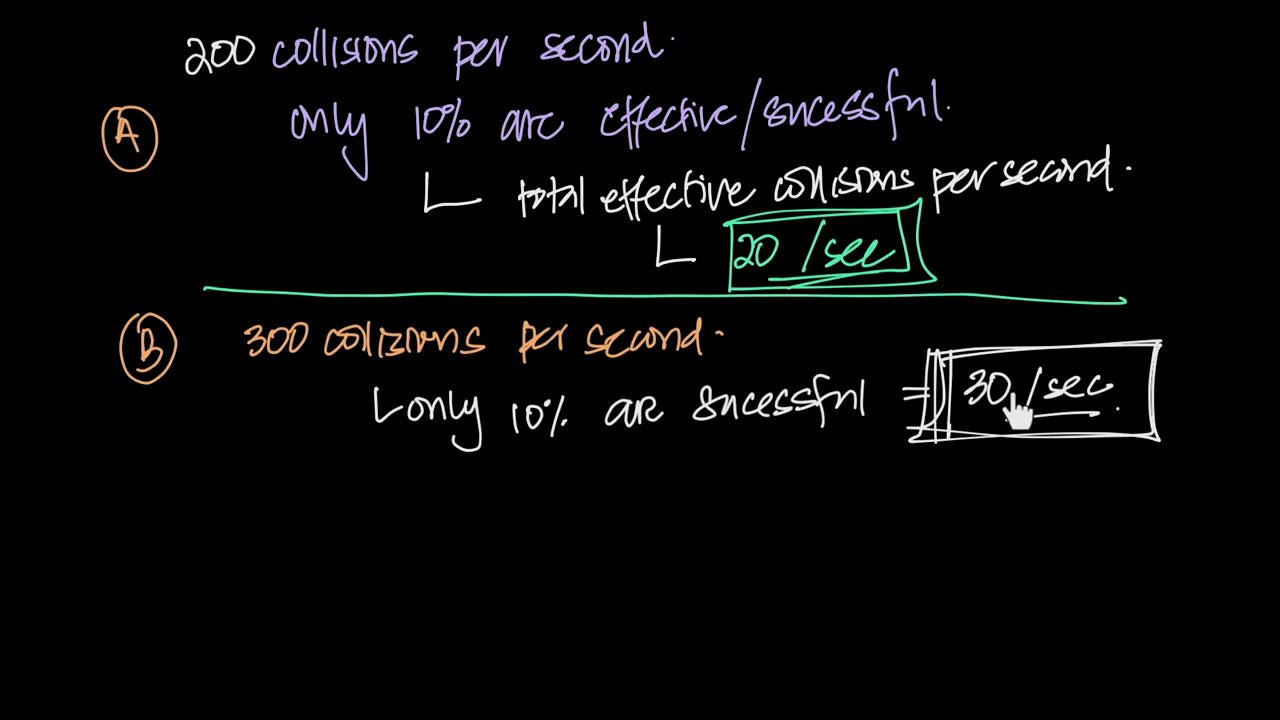 200 collisions per second.
A only 10% are effective/sucessful.
total effective collisions per second.
20 /sec
B 300 collisions per second.
only 10% are sucessful = 30/sec.